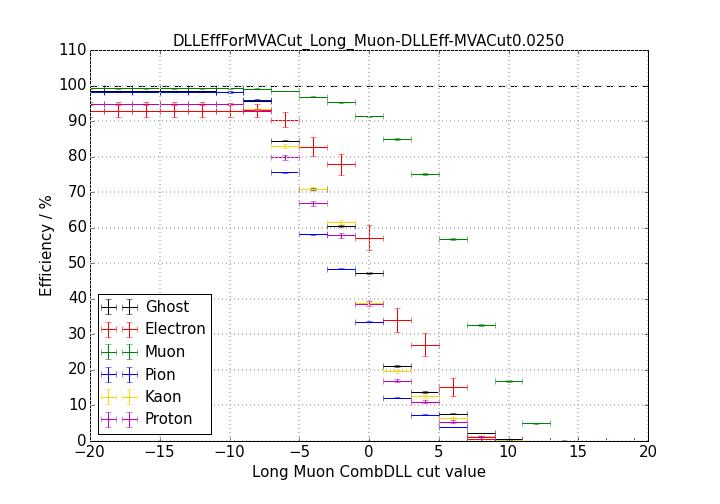 DLLEffForMVACut_Long_Muon-DLLEff-MVACut0.0250
110
100
90
80
70
60
50
40
30
20
10
0
Efficiency / %
Ghost
Electron
Muon
Pion
Kaon
Proton
−20 −15 −10 −5 0 5 10 15 20
Long Muon CombDLL cut value